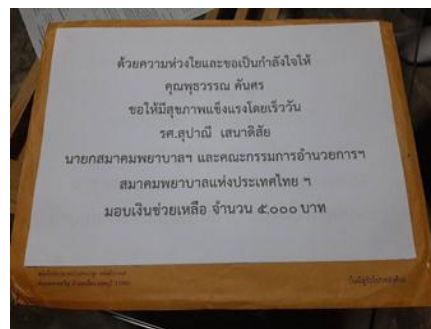 ด้วยความห่วงใยและขอเป็นกำลังใจให้
คุณพุธวรรณ คันศร
ขอให้มีสุขภาพแข็งแรงโดยเร็ววัน
รศ.สุปาณี เสนาดิสัย
นายกสมาคมพยาบาลฯ และคณะกรรมการอำนวยการฯ
สมาคมพยาบาลแห่งประเทศไทย ฯ
มอบเงินช่วยเหลือ จำนวน ๕,๐๐๐ บาท